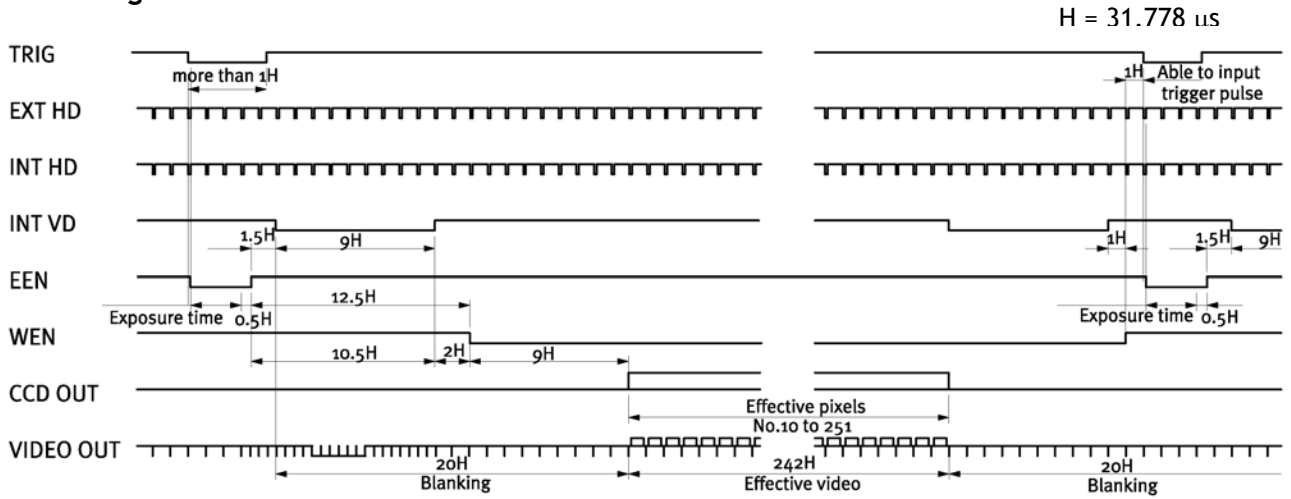 H = 31.778 µs
TRIG
more than 1H
1H
Able to input
trigger pulse
EXT HD
INT HD
INT VD
1.5H
9H
1H
1.5H
9H
EEN
12.5H
Exposure time
0.5H
Exposure time
0.5H
WEN
10.5H
2H
9H
CCD OUT
Effective pixels
No.10 to 251
VIDEO OUT
20H
Blanking
242H
Effective video
20H
Blanking